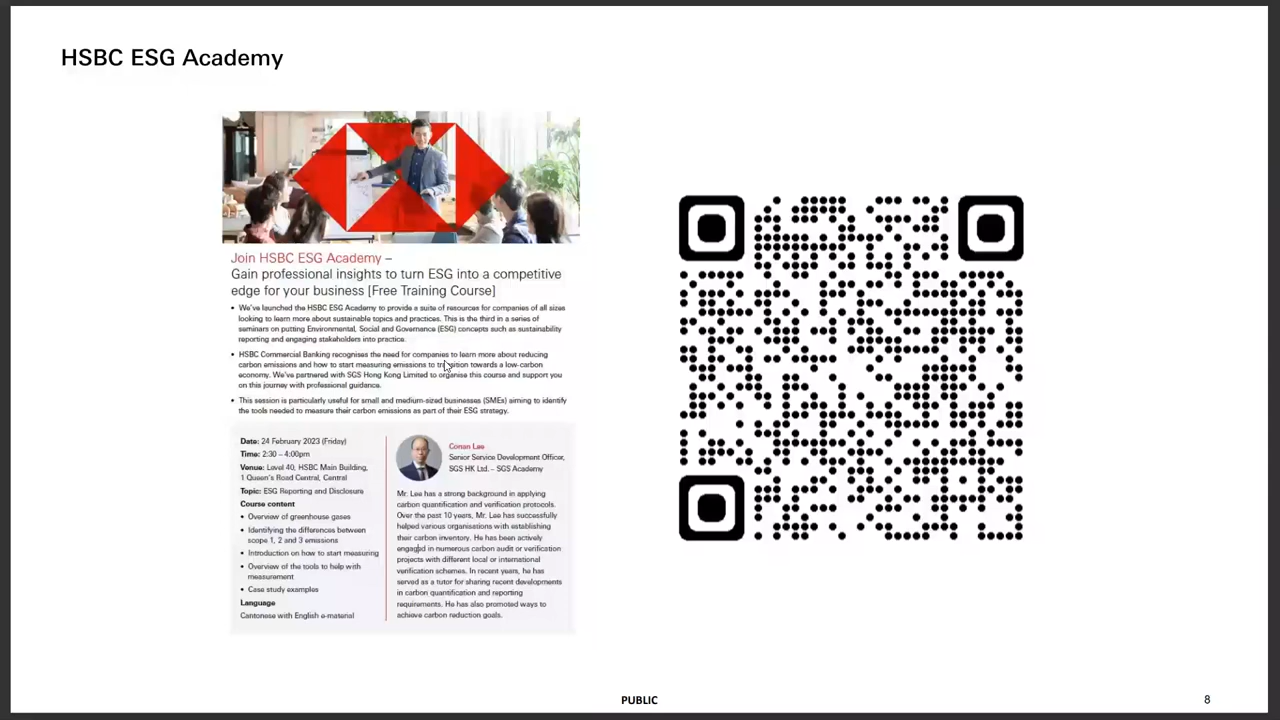 HSBC ESG Academy
Join HSBC ESG Academy –
Gain professional insights to turn ESG into a competitive
edge for your business [Free Training Course]
• We've launched the HSBC ESG Academy to provide a suite of resources for companies of all sizes
looking to learn more about sustainable topics and practices. This is the third in a series of
seminars on putting Environmental, Social and Governance (ESG) concepts such as sustainability
reporting and engaging stakeholders into practice.
• HSBC Commercial Banking recognises the need for companies to learn more about reducing
carbon emissions and how to start measuring emissions to transition towards a low-carbon
economy. We've partnered with SGS Hong Kong Limited to organise this course and support you
on this journey with professional guidance.
• This session is particularly useful for small and medium-sized businesses (SMEs) aiming to identify
the tools needed to measure their carbon emissions as part of their ESG strategy.
Date: 24 February 2023 (Friday)
Time: 2:30 – 4:00pm
Venue: Level 40, HSBC Main Building,
1 Queen's Road Central, Central
Topic: ESG Reporting and Disclosure
Course content
• Overview of greenhouse gases
• Identifying the differences between
scope 1, 2 and 3 emissions
• Introduction on how to start measuring
• Overview of the tools to help with
measurement
• Case study examples
Language
Cantonese with English e-material
Conan Lee
Senior Service Development Officer,
SGS HK Ltd. – SGS Academy
Mr. Lee has a strong background in applying
carbon quantification and verification protocols.
Over the past 10 years, Mr. Lee has successfully
helped various organisations with establishing
their carbon inventory. He has been actively
engaged in numerous carbon audit or verification
projects with different local or international
verification schemes. In recent years, he has
served as a tutor for sharing recent developments
in carbon quantification and reporting
requirements. He has also promoted ways to
achieve carbon reduction goals.
PUBLIC
8